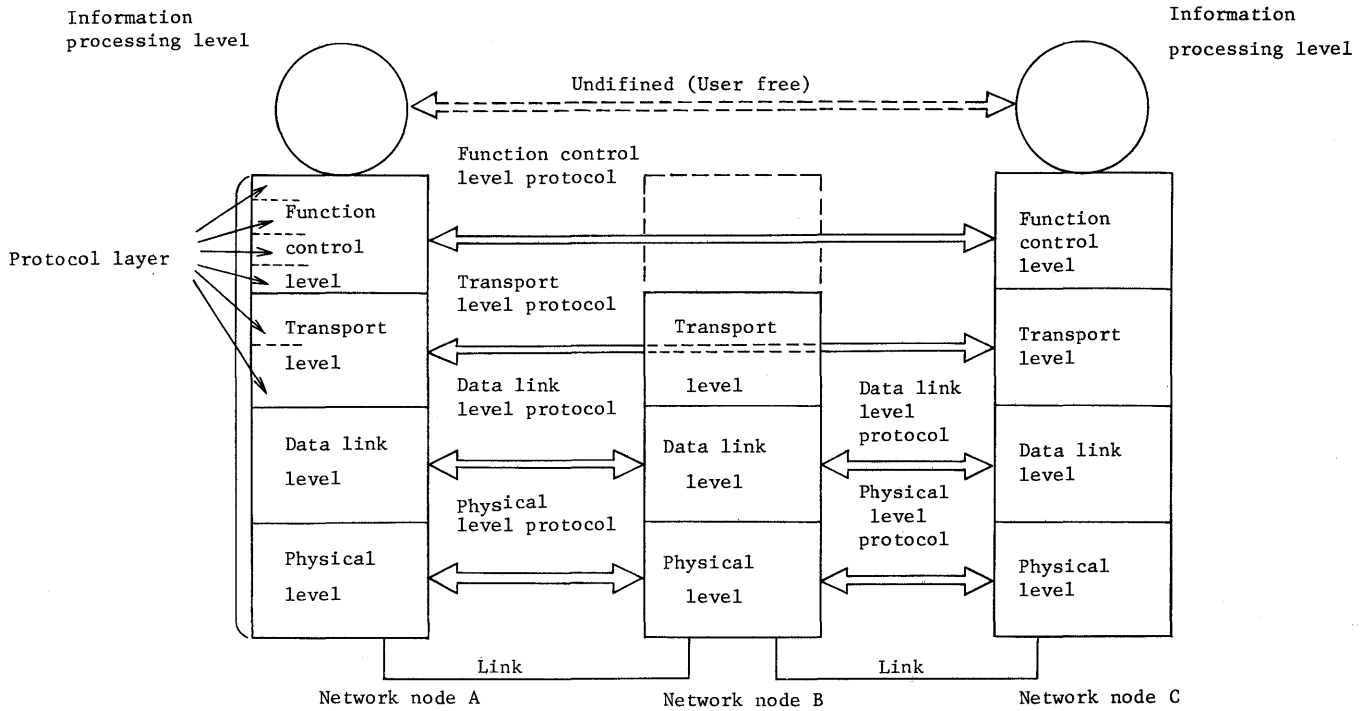 Information
processing level
Information
processing level
Undifined (User free)
Function control
level protocol
Protocol layer
Function
control
level
Function
control
level
Transport
level protocol
Transport
level
Transport
level
Transport
level
Data link
level protocol
Data link
level
protocol
Data link
level
Data link
level
Data link
level
Physical
level protocol
Physical
level
protocol
Physical
level
Physical
level
Physical
level
Link
Link
Network node A
Network node B
Network node C